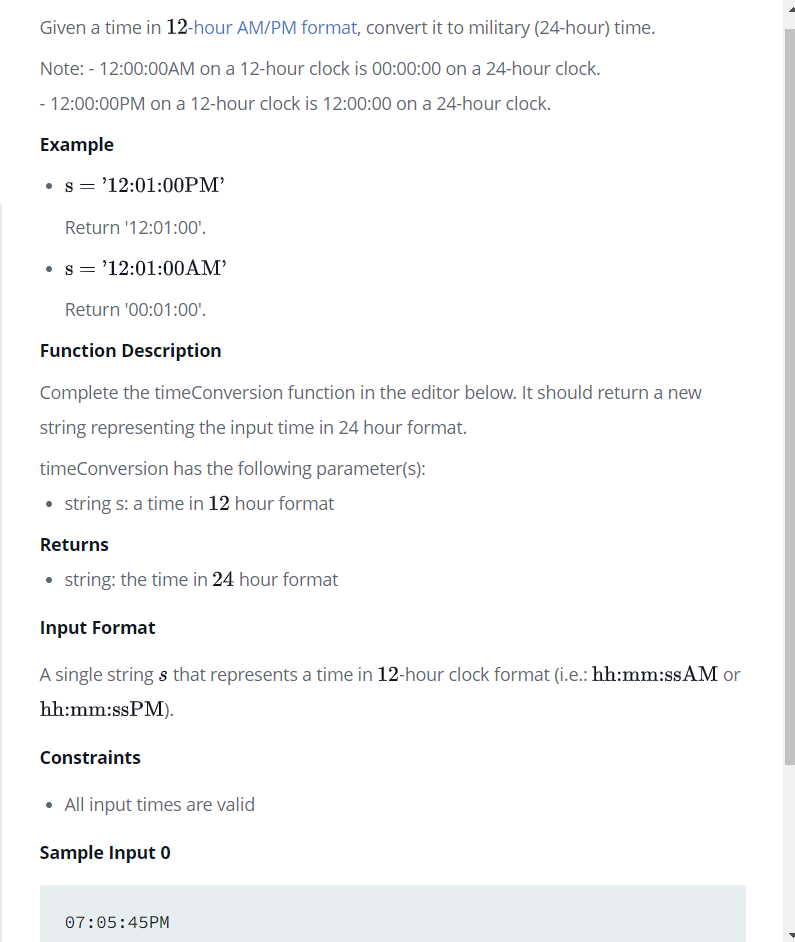 Given a time in 12-hour AM/PM format, convert it to military (24-hour) time.
Note: - 12:00:00AM on a 12-hour clock is 00:00:00 on a 24-hour clock.
- 12:00:00PM on a 12-hour clock is 12:00:00 on a 24-hour clock.
Example
• s = ’12:01:00PM’
Return '12:01:00'.
• s = ’12:01:00AM’
Return '00:01:00'.
Function Description
Complete the timeConversion function in the editor below. It should return a new
string representing the input time in 24 hour format.
timeConversion has the following parameter(s):
• string s: a time in 12 hour format
Returns
• string: the time in 24 hour format
Input Format
A single string s that represents a time in 12-hour clock format (i.e.: hh:mm:ssAM or
hh:mm:ssPM).
Constraints
• All input times are valid
Sample Input 0
07:05:45PM